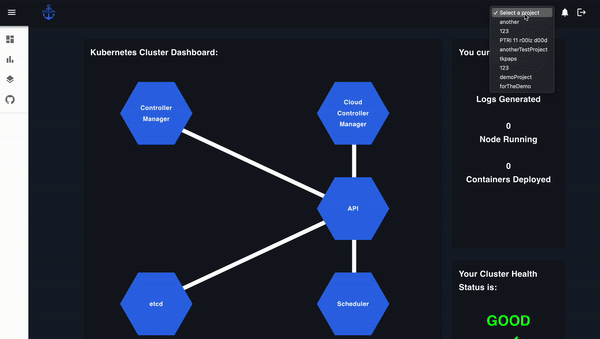 ✓ Select a project
another
123
PTRI 11 r00lz d00d
anotherTestProject
tkpaps
123
demoProject
forTheDemo
Kubernetes Cluster Dashboard:
You cur
Logs Generated
0
Node Running
0
Containers Deployed
Controller
Manager
Cloud
Controller
Manager
API
etcd
Scheduler
Your Cluster Health
Status is:
GOOD